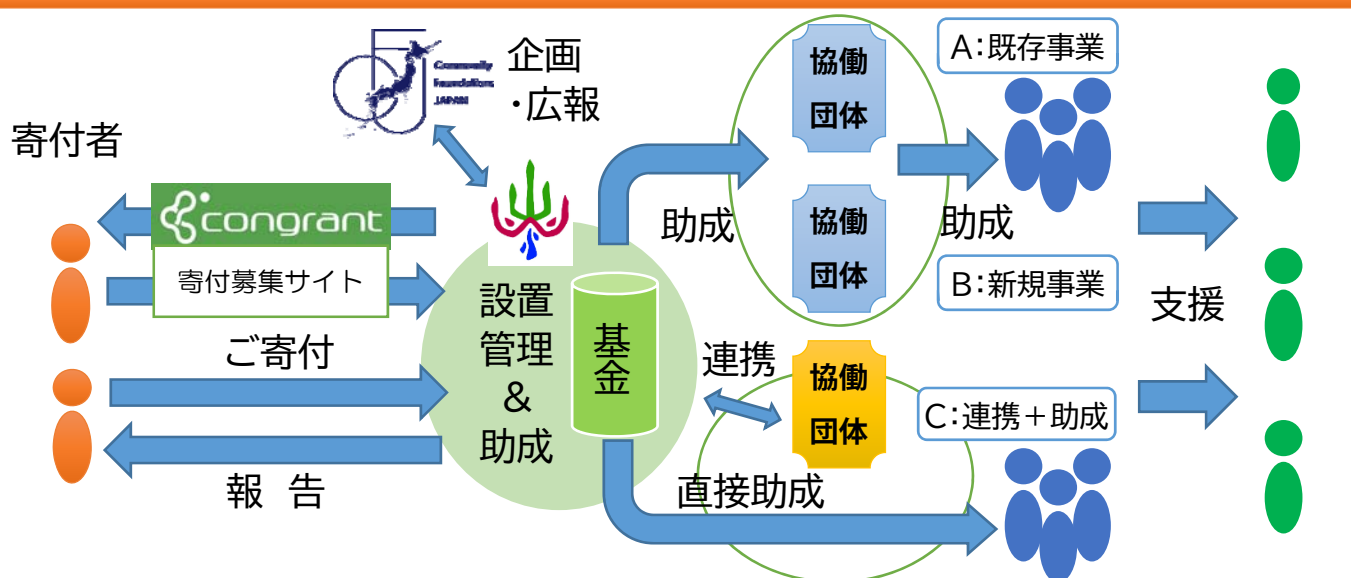 Community
Foundations
JAPAN
企画
・広報
寄付者
congrant
寄付募集サイト
ご寄付
報 告
設置
管理
&
助成
基金
助成
協働
団体
協働
団体
助成
A:既存事業
B:新規事業
支援
連携
協働
団体
C:連携+助成
直接助成